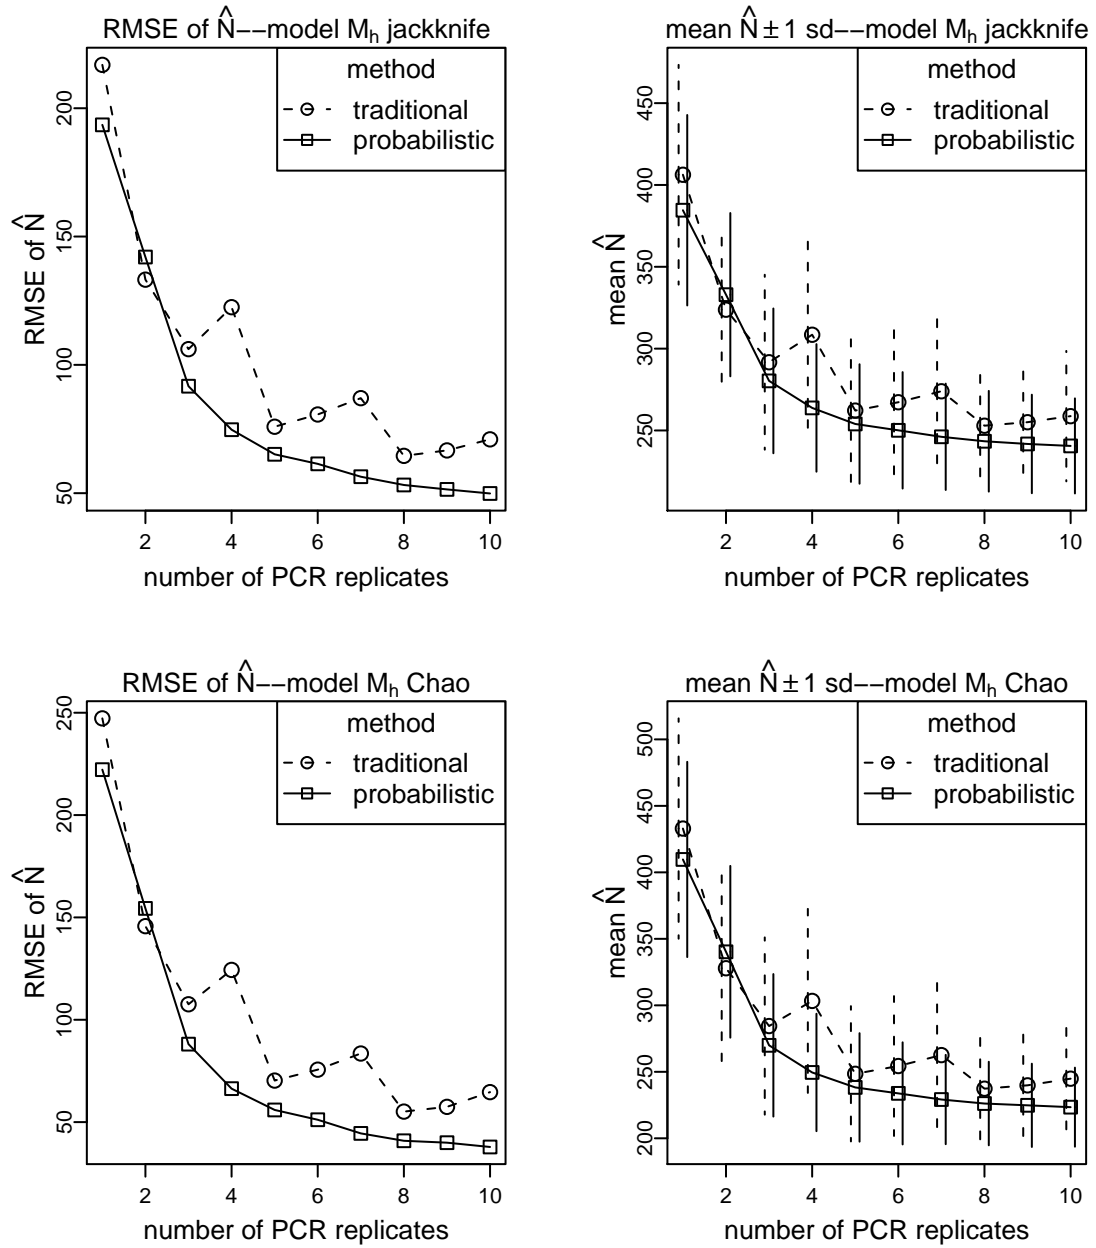 RMSE of N̂−−model Mₕ jackknife
method
traditional
probabilistic
RMSE of N̂
50 100 150 200
2 4 6 8 10
number of PCR replicates
mean N̂ ± 1 sd−−model Mₕ jackknife
method
traditional
probabilistic
mean N̂
250 300 350 400 450
2 4 6 8 10
number of PCR replicates
RMSE of N̂−−model Mₕ Chao
method
traditional
probabilistic
RMSE of N̂
50 100 150 200 250
2 4 6 8 10
number of PCR replicates
mean N̂ ± 1 sd−−model Mₕ Chao
method
traditional
probabilistic
mean N̂
200 250 300 350 400 450 500
2 4 6 8 10
number of PCR replicates